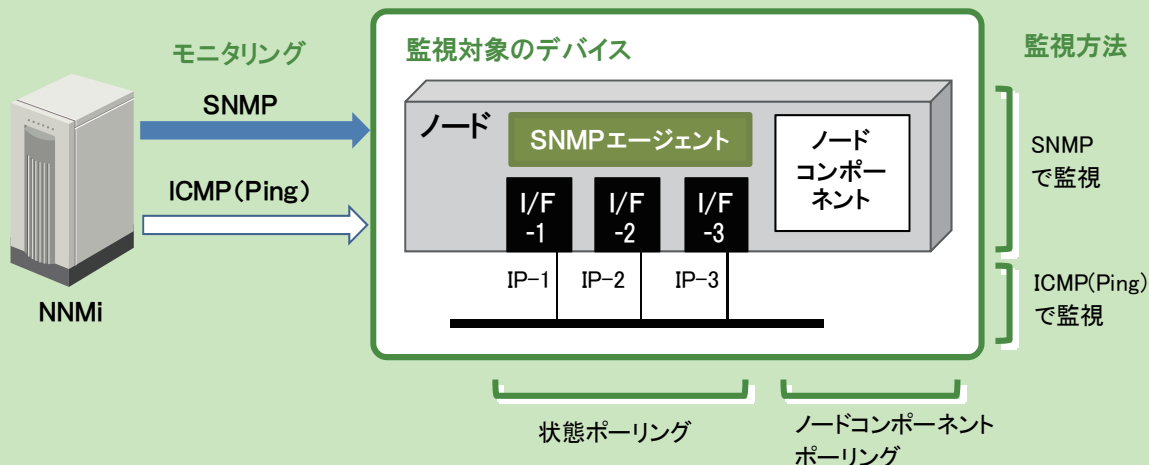 モニタリング
監視対象のデバイス
監視方法
SNMP
ICMP(Ping)
NNMi
ノード
SNMPエージェント
ノード
コンポー
ネント
I/F
-1
I/F
-2
I/F
-3
IP-1
IP-2
IP-3
SNMP
で監視
ICMP(Ping)
で監視
状態ポーリング
ノードコンポーネント
ポーリング